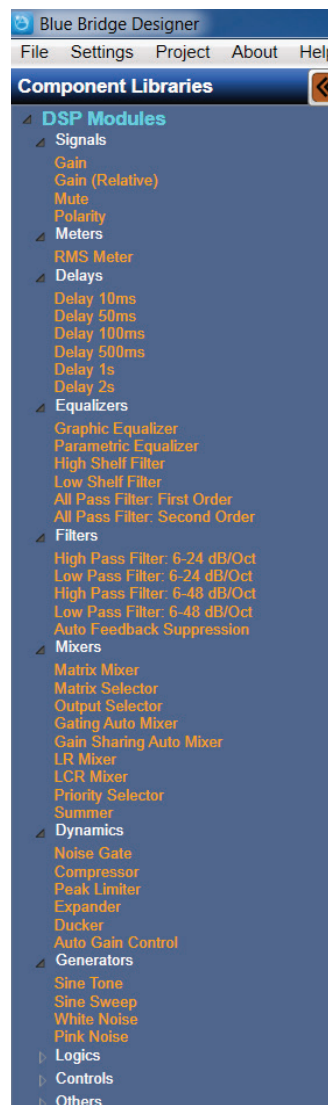 Blue Bridge Designer
File Settings Project About Help
Component Libraries
DSP Modules
Signals
Gain
Gain (Relative)
Mute
Polarity
Meters
RMS Meter
Delays
Delay 10ms
Delay 50ms
Delay 100ms
Delay 500ms
Delay 1s
Delay 2s
Equalizers
Graphic Equalizer
Parametric Equalizer
High Shelf Filter
Low Shelf Filter
All Pass Filter: First Order
All Pass Filter: Second Order
Filters
High Pass Filter: 6-24 dB/Oct
Low Pass Filter: 6-24 dB/Oct
High Pass Filter: 6-48 dB/Oct
Low Pass Filter: 6-48 dB/Oct
Auto Feedback Suppression
Mixers
Matrix Mixer
Matrix Selector
Output Selector
Gating Auto Mixer
Gain Sharing Auto Mixer
LR Mixer
LCR Mixer
Priority Selector
Summer
Dynamics
Noise Gate
Compressor
Peak Limiter
Expander
Ducker
Auto Gain Control
Generators
Sine Tone
Sine Sweep
White Noise
Pink Noise
Logics
Controls
Others